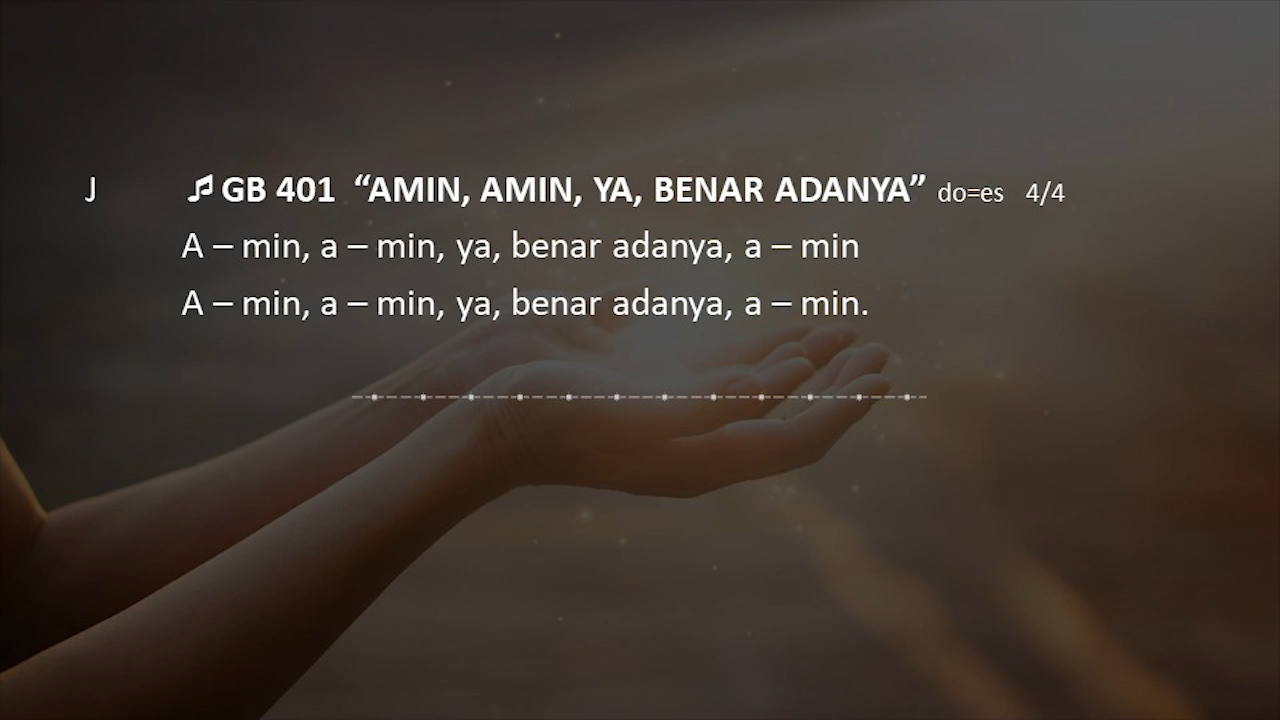 J ♫ GB 401 “AMIN, AMIN, YA, BENAR ADANYA” do=es 4/4
A – min, a – min, ya, benar adanya, a – min
A – min, a – min, ya, benar adanya, a – min.